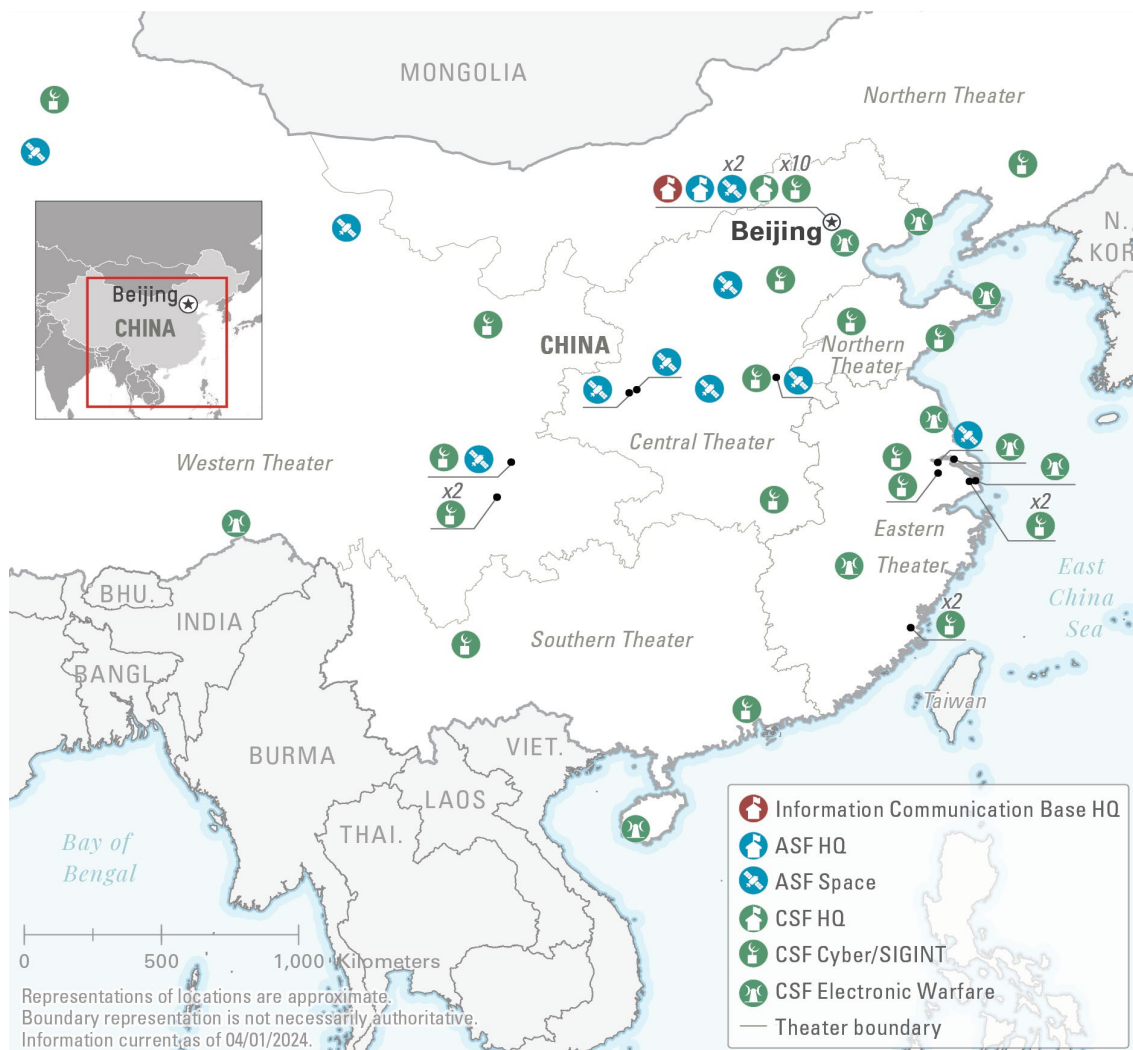 MONGOLIA
Northern Theater
x2
x10
Beijing
N.
KOR
Beijing
CHINA
CHINA
Northern
Theater
Central Theater
Western Theater
x2
x2
Eastern
Theater
x2
East
China
Sea
BHU.
INDIA
Southern Theater
BANGL.
Taiwan
BURMA
VIET.
LAOS
THAI.
Bay of
Bengal
Information Communication Base HQ
ASF HQ
ASF Space
CSF HQ
CSF Cyber/SIGINT
CSF Electronic Warfare
Theater boundary
0 500 1,000 Kilometers
Representations of locations are approximate.
Boundary representation is not necessarily authoritative.
Information current as of 04/01/2024.